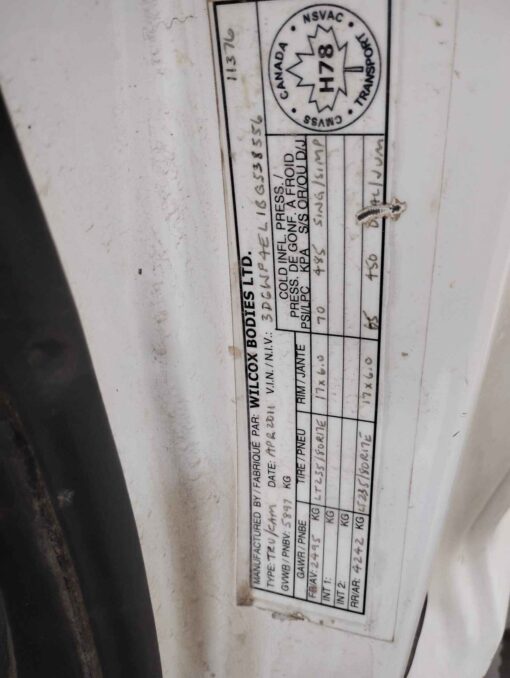 11376
MANUFACTURED BY / FABRIQUÉ PAR: WILCOX BODIES LTD.
TYPE: TRU/CAM DATE: APR 2011 V.I.N. / N.I.V.: 3D6WP4EL1BG538556
GVWR / PNBV: 5897 KG
COLD INFL. PRESS. /
PRESS. DE GONF. A FROID
GAWR / PNBE TIRE / PNEU RIM / JANTE PSI/LPC KPA S/S OR/OU D/J
AV: 2495 KG LT235/80R17E 17x6.0 70 485 SING/SIMP
INT 1: KG
INT 2: KG
RR/AR: 4242 KG LT235/80R17E 17x6.0 65 450 /JUM
CANADA · NSVAC · TRANSPORT · CMVSS
H78